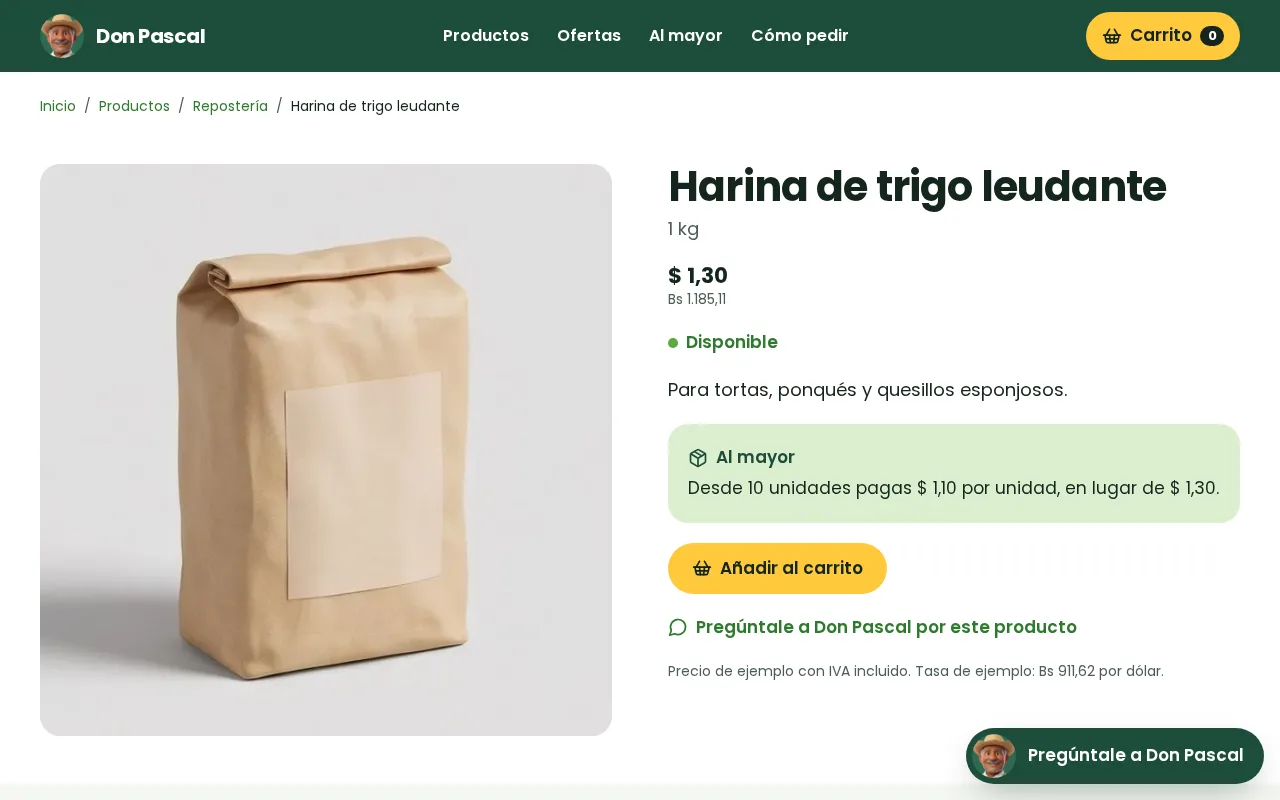 Don Pascal
Productos
Ofertas
Al mayor
Cómo pedir
Carrito 0
Inicio / Productos / Repostería / Harina de trigo leudante
Harina de trigo leudante
1 kg
$ 1,30
Bs 1.185,11
Disponible
Para tortas, ponqués y quesillos esponjosos.
Al mayor
Desde 10 unidades pagas $ 1,10 por unidad, en lugar de $ 1,30.
Añadir al carrito
Pregúntale a Don Pascal por este producto
Precio de ejemplo con IVA incluido. Tasa de ejemplo: Bs 911,62 por dólar.
Pregúntale a Don Pascal